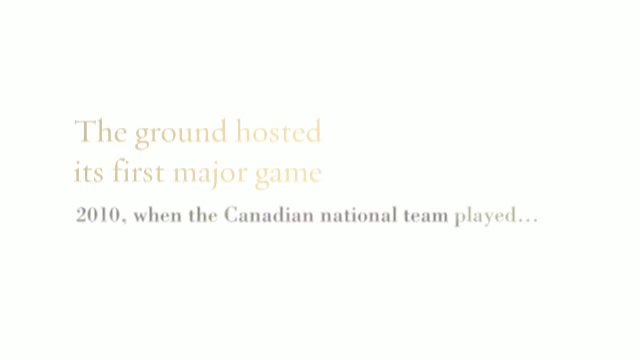 The ground hosted
its first major game
2010, when the Canadian national team played...